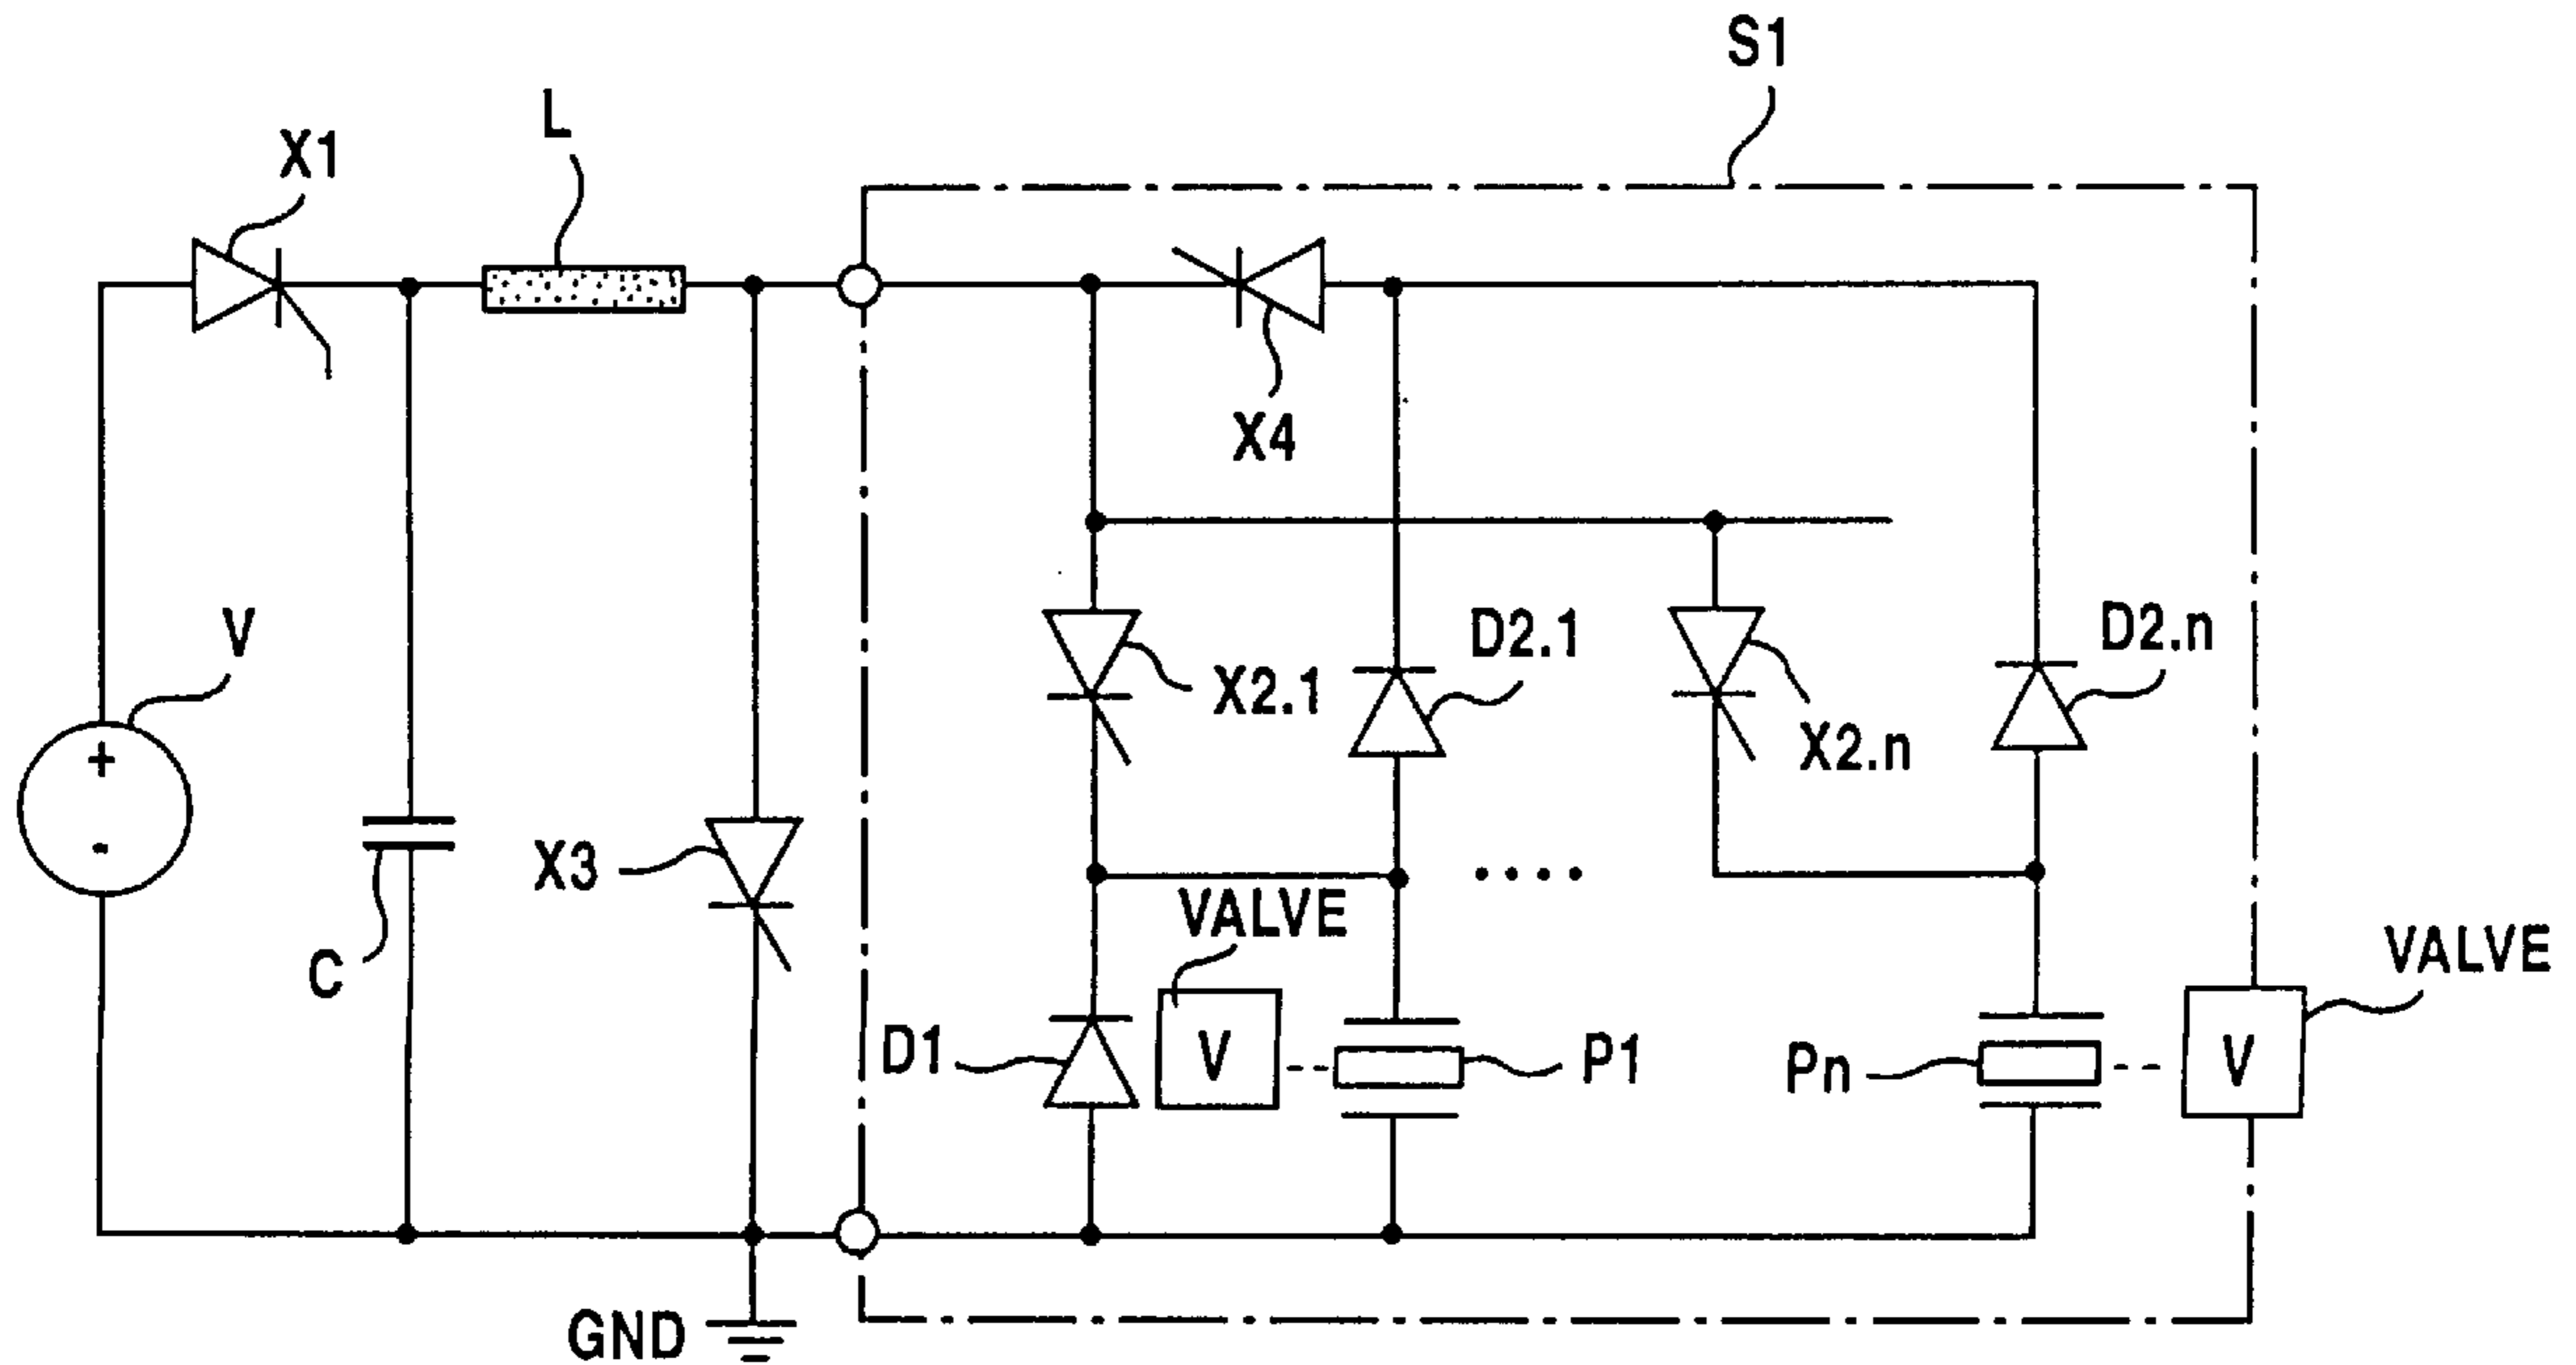 S1
L
X1
X4
V
D2.1
D2.n
X2.1
X2.n
+
-
X3
C
VALVE
VALVE
D1
V
P1
Pn
V
GND